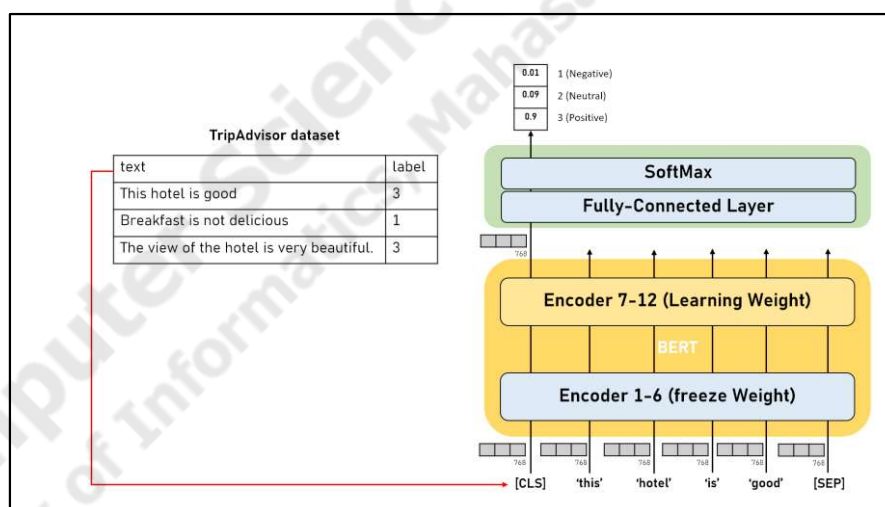 0.01 1 (Negative)
0.09 2 (Neutral)
0.9 3 (Positive)
TripAdvisor dataset
text label
This hotel is good 3
Breakfast is not delicious 1
The view of the hotel is very beautiful. 3
SoftMax
Fully-Connected Layer
768
Encoder 7-12 (Learning Weight)
BERT
Encoder 1-6 (freeze Weight)
768 768 768 768 768 768
[CLS] 'this' 'hotel' 'is' 'good' [SEP]